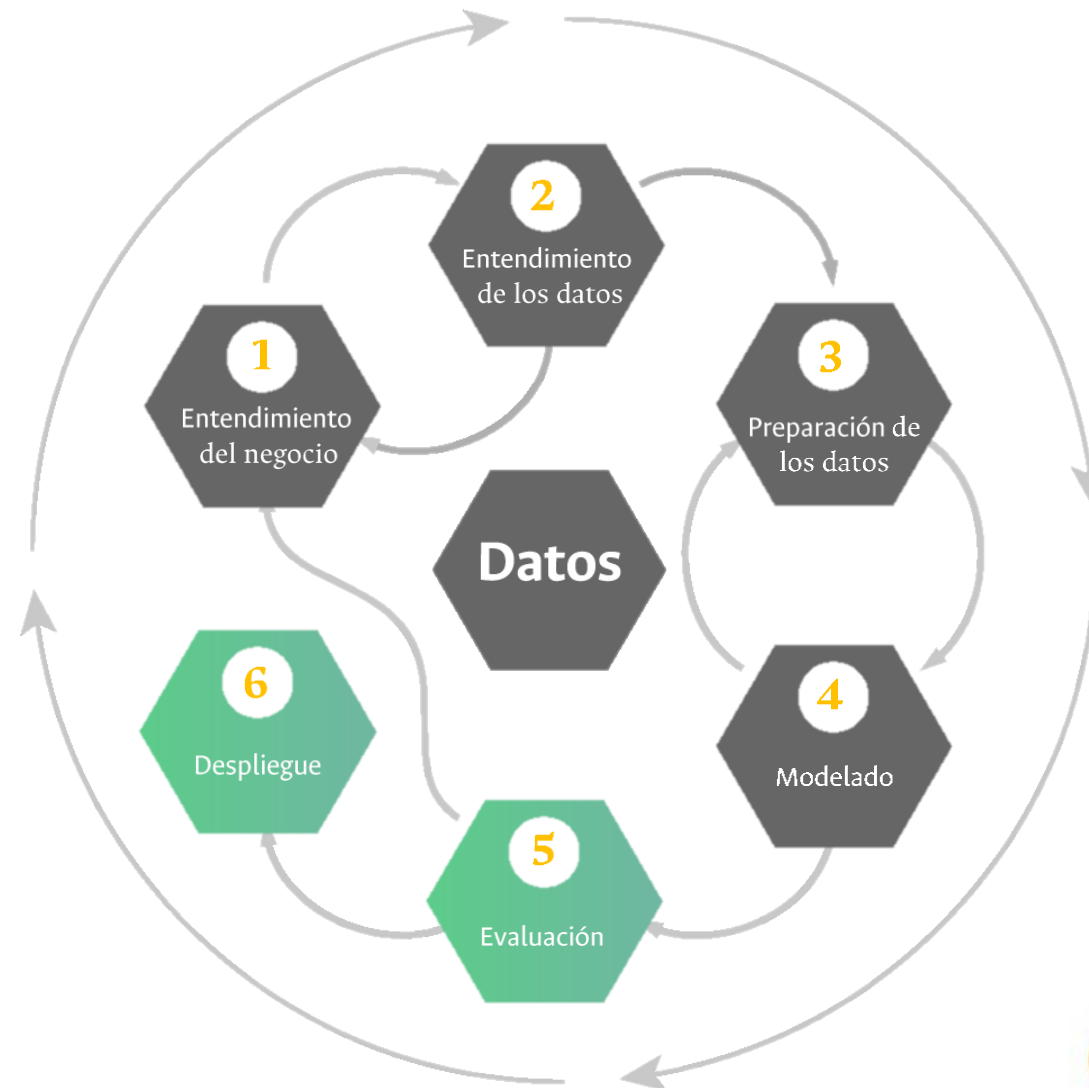 1
Entendimiento
del negocio
2
Entendimiento
de los datos
3
Preparación de
los datos
4
Modelado
5
Evaluación
6
Despliegue
Datos